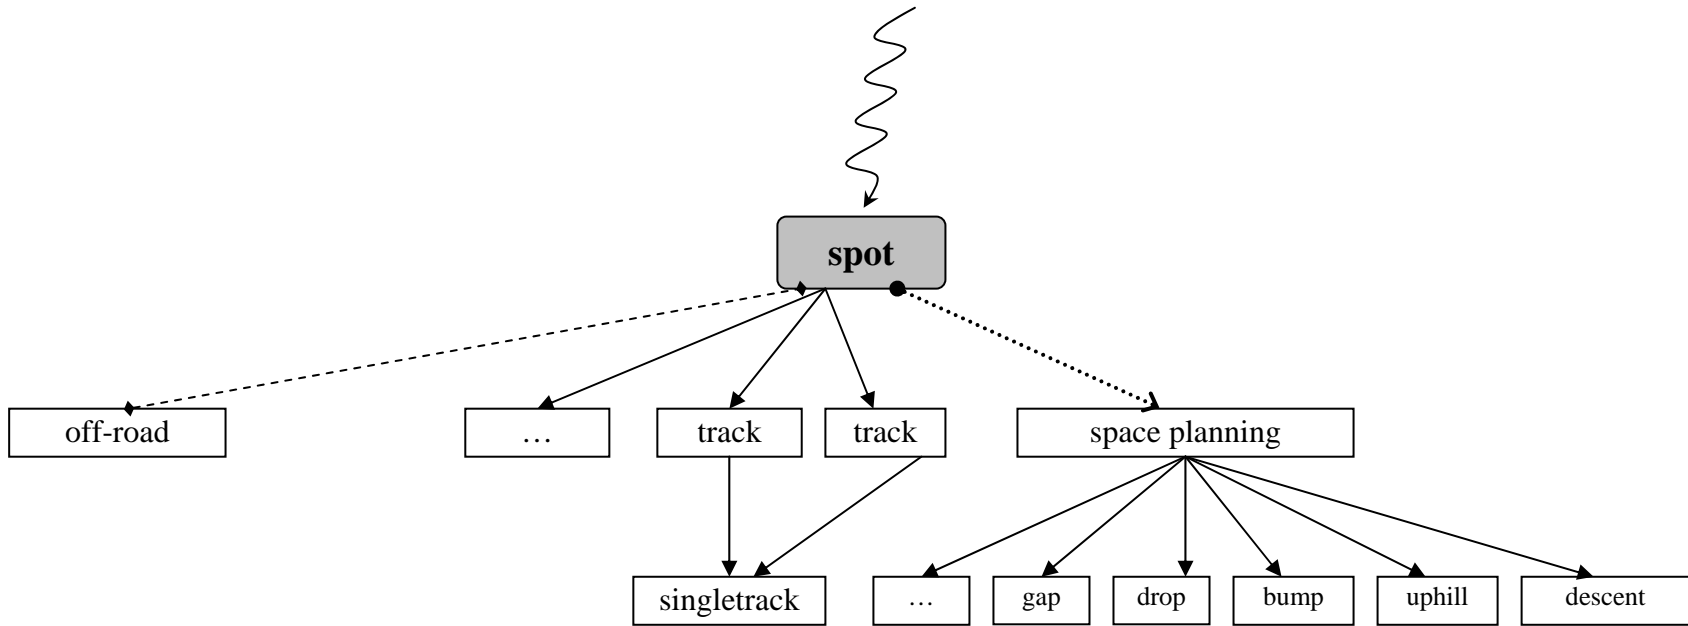 spot
off-road
…
track
track
space planning
singletrack
…
gap
drop
bump
uphill
descent